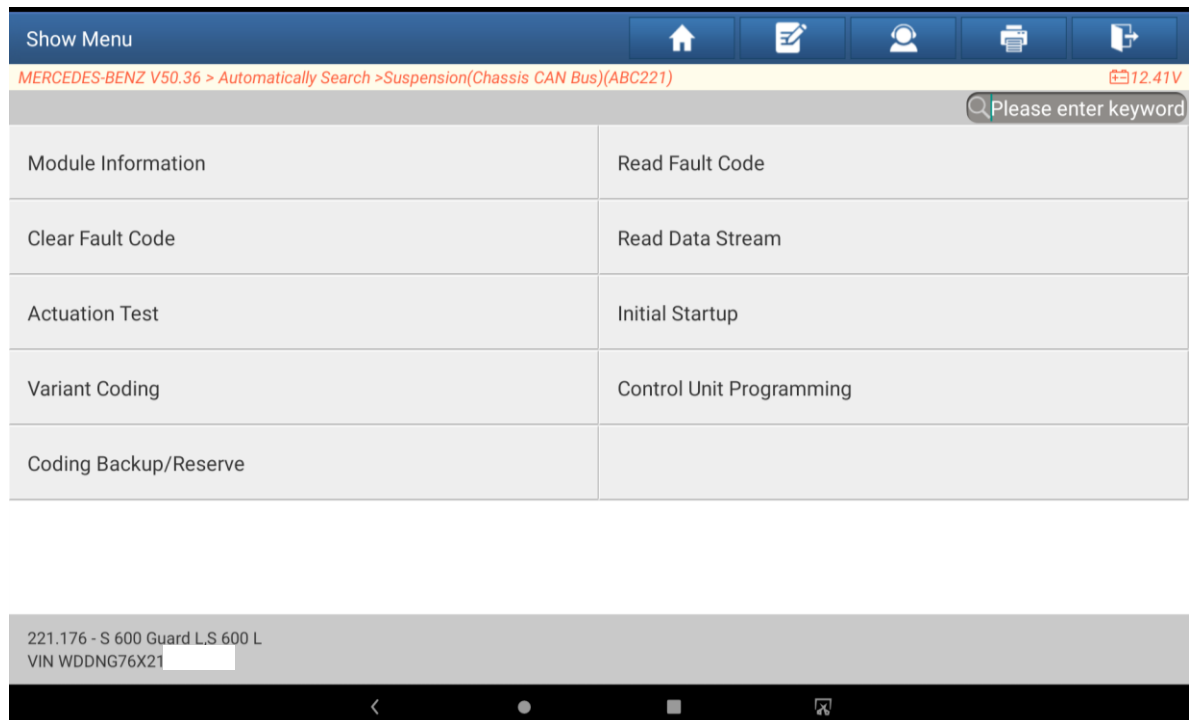 Show Menu
MERCEDES-BENZ V50.36 > Automatically Search >Suspension(Chassis CAN Bus)(ABC221) 12.41V
Please enter keyword
Module Information Read Fault Code
Clear Fault Code Read Data Stream
Actuation Test Initial Startup
Variant Coding Control Unit Programming
Coding Backup/Reserve
221.176 - S 600 Guard L,S 600 L
VIN WDDNG76X21